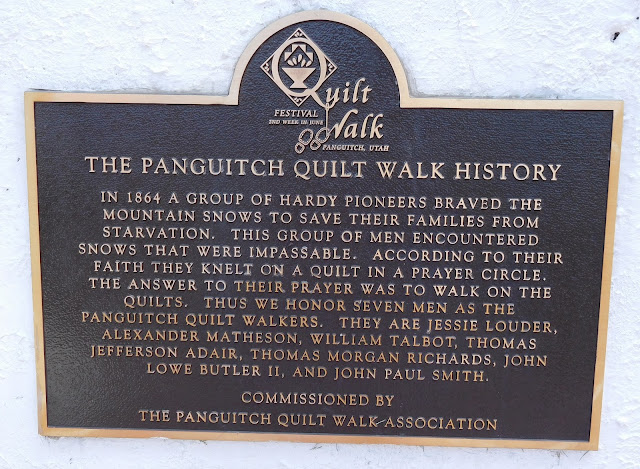 Quilt
FESTIVAL
2ND WEEK IN JUNE
Walk
PANGUITCH, UTAH
THE PANGUITCH QUILT WALK HISTORY
IN 1864 A GROUP OF HARDY PIONEERS BRAVED THE
MOUNTAIN SNOWS TO SAVE THEIR FAMILIES FROM
STARVATION. THIS GROUP OF MEN ENCOUNTERED
SNOWS THAT WERE IMPASSABLE. ACCORDING TO THEIR
FAITH THEY KNELT ON A QUILT IN A PRAYER CIRCLE.
THE ANSWER TO THEIR PRAYER WAS TO WALK ON THE
QUILTS. THUS WE HONOR SEVEN MEN AS THE
PANGUITCH QUILT WALKERS. THEY ARE JESSIE LOUDER,
ALEXANDER MATHESON, WILLIAM TALBOT, THOMAS
JEFFERSON ADAIR, THOMAS MORGAN RICHARDS, JOHN
LOWE BUTLER II, AND JOHN PAUL SMITH.
COMMISSIONED BY
THE PANGUITCH QUILT WALK ASSOCIATION